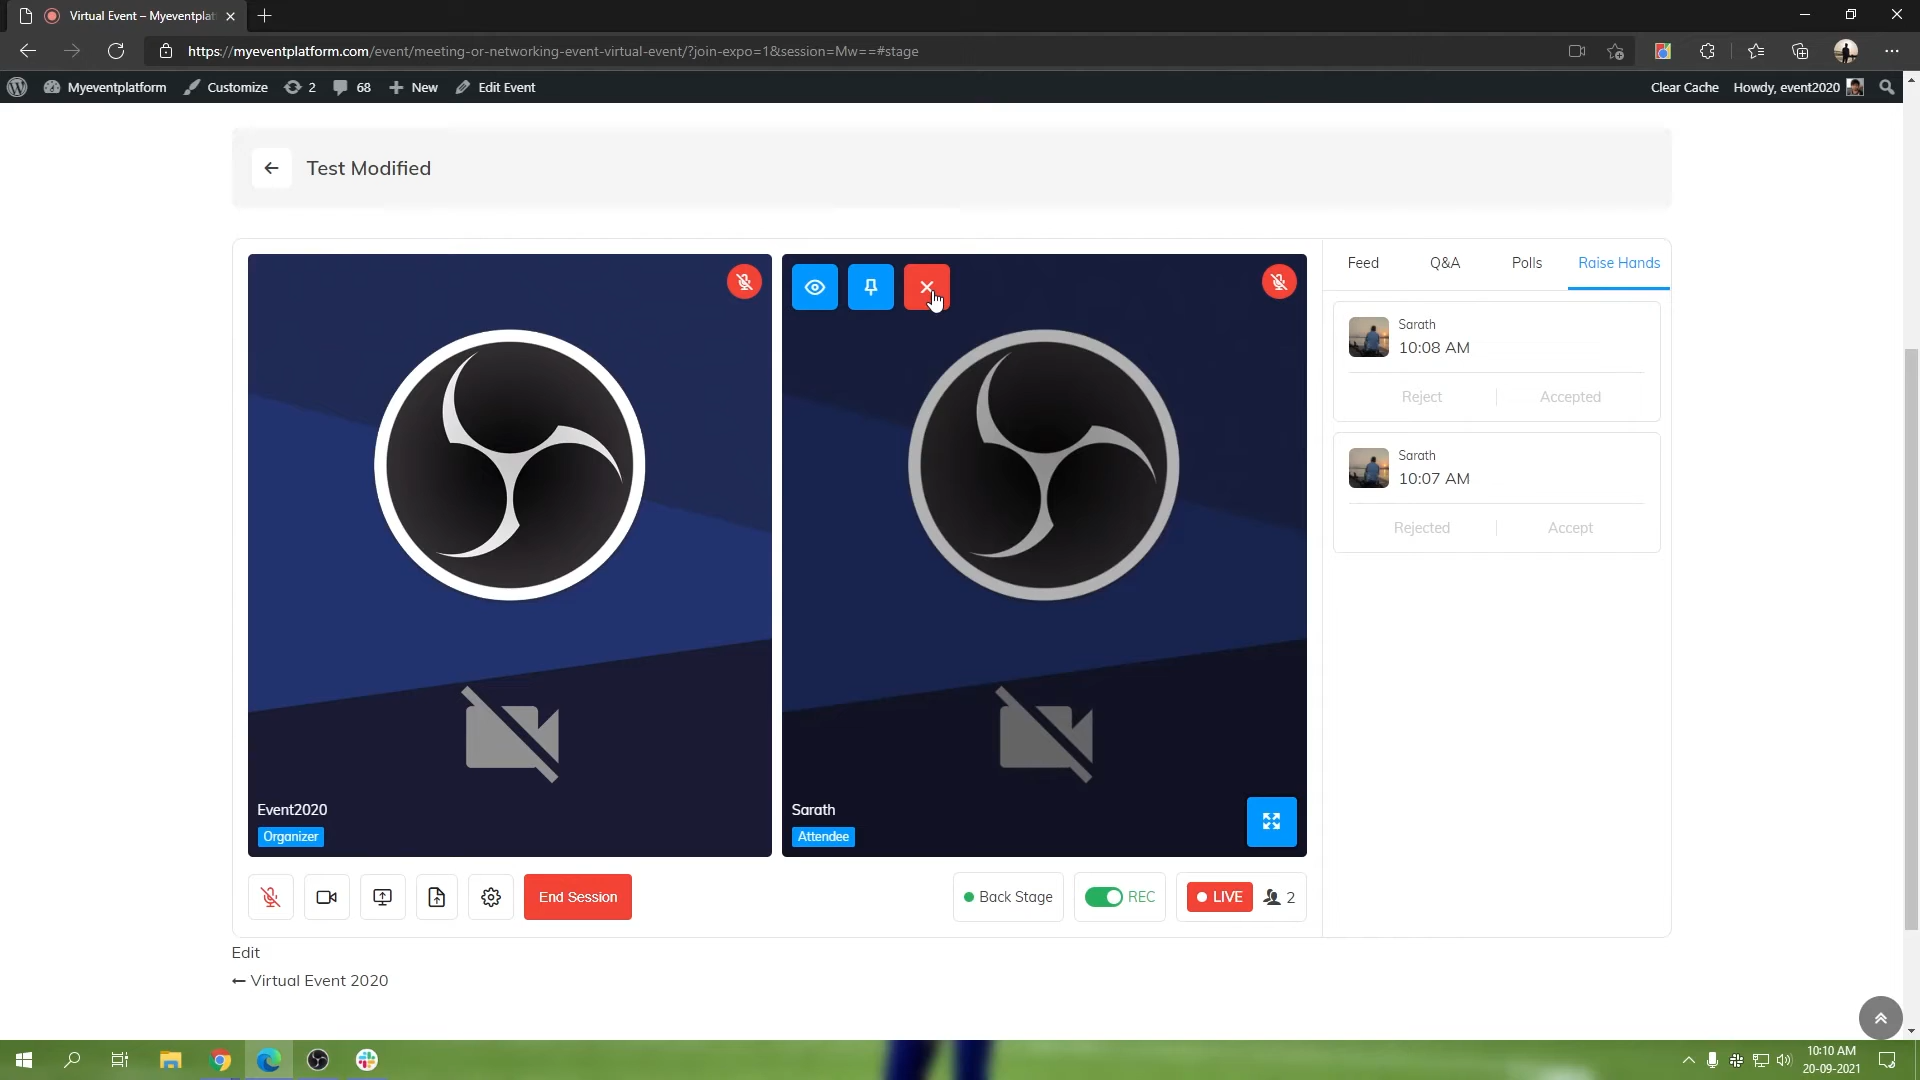 Virtual Event – Myeventplat
https://myeventplatform.com/event/meeting-or-networking-event-virtual-event/?join-expo=1&session=Mw==#stage
Myeventplatform Customize 2 68 New Edit Event Clear Cache Howdy, event2020
Test Modified
Feed Q&A Polls Raise Hands
Sarath
10:08 AM
Reject Accepted
Sarath
10:07 AM
Rejected Accept
Event2020
Organizer
Sarath
Attendee
End Session Back Stage REC LIVE 2
Edit
← Virtual Event 2020
10:10 AM
20-09-2021